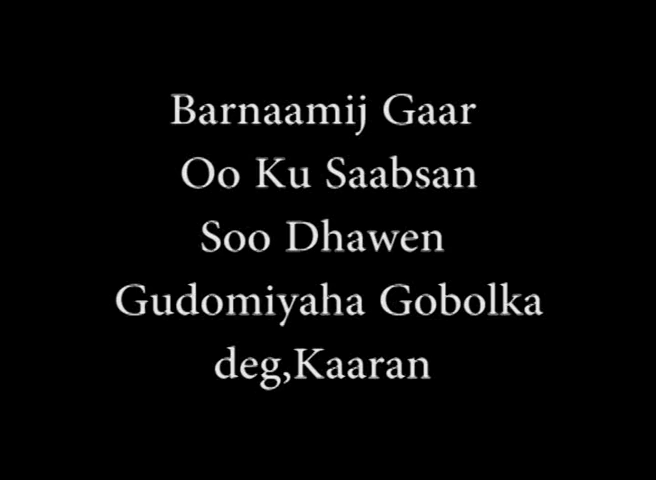 Barnaamij Gaar
Oo Ku Saabsan
Soo Dhawen
Gudomiyaha Gobolka
deg,Kaaran